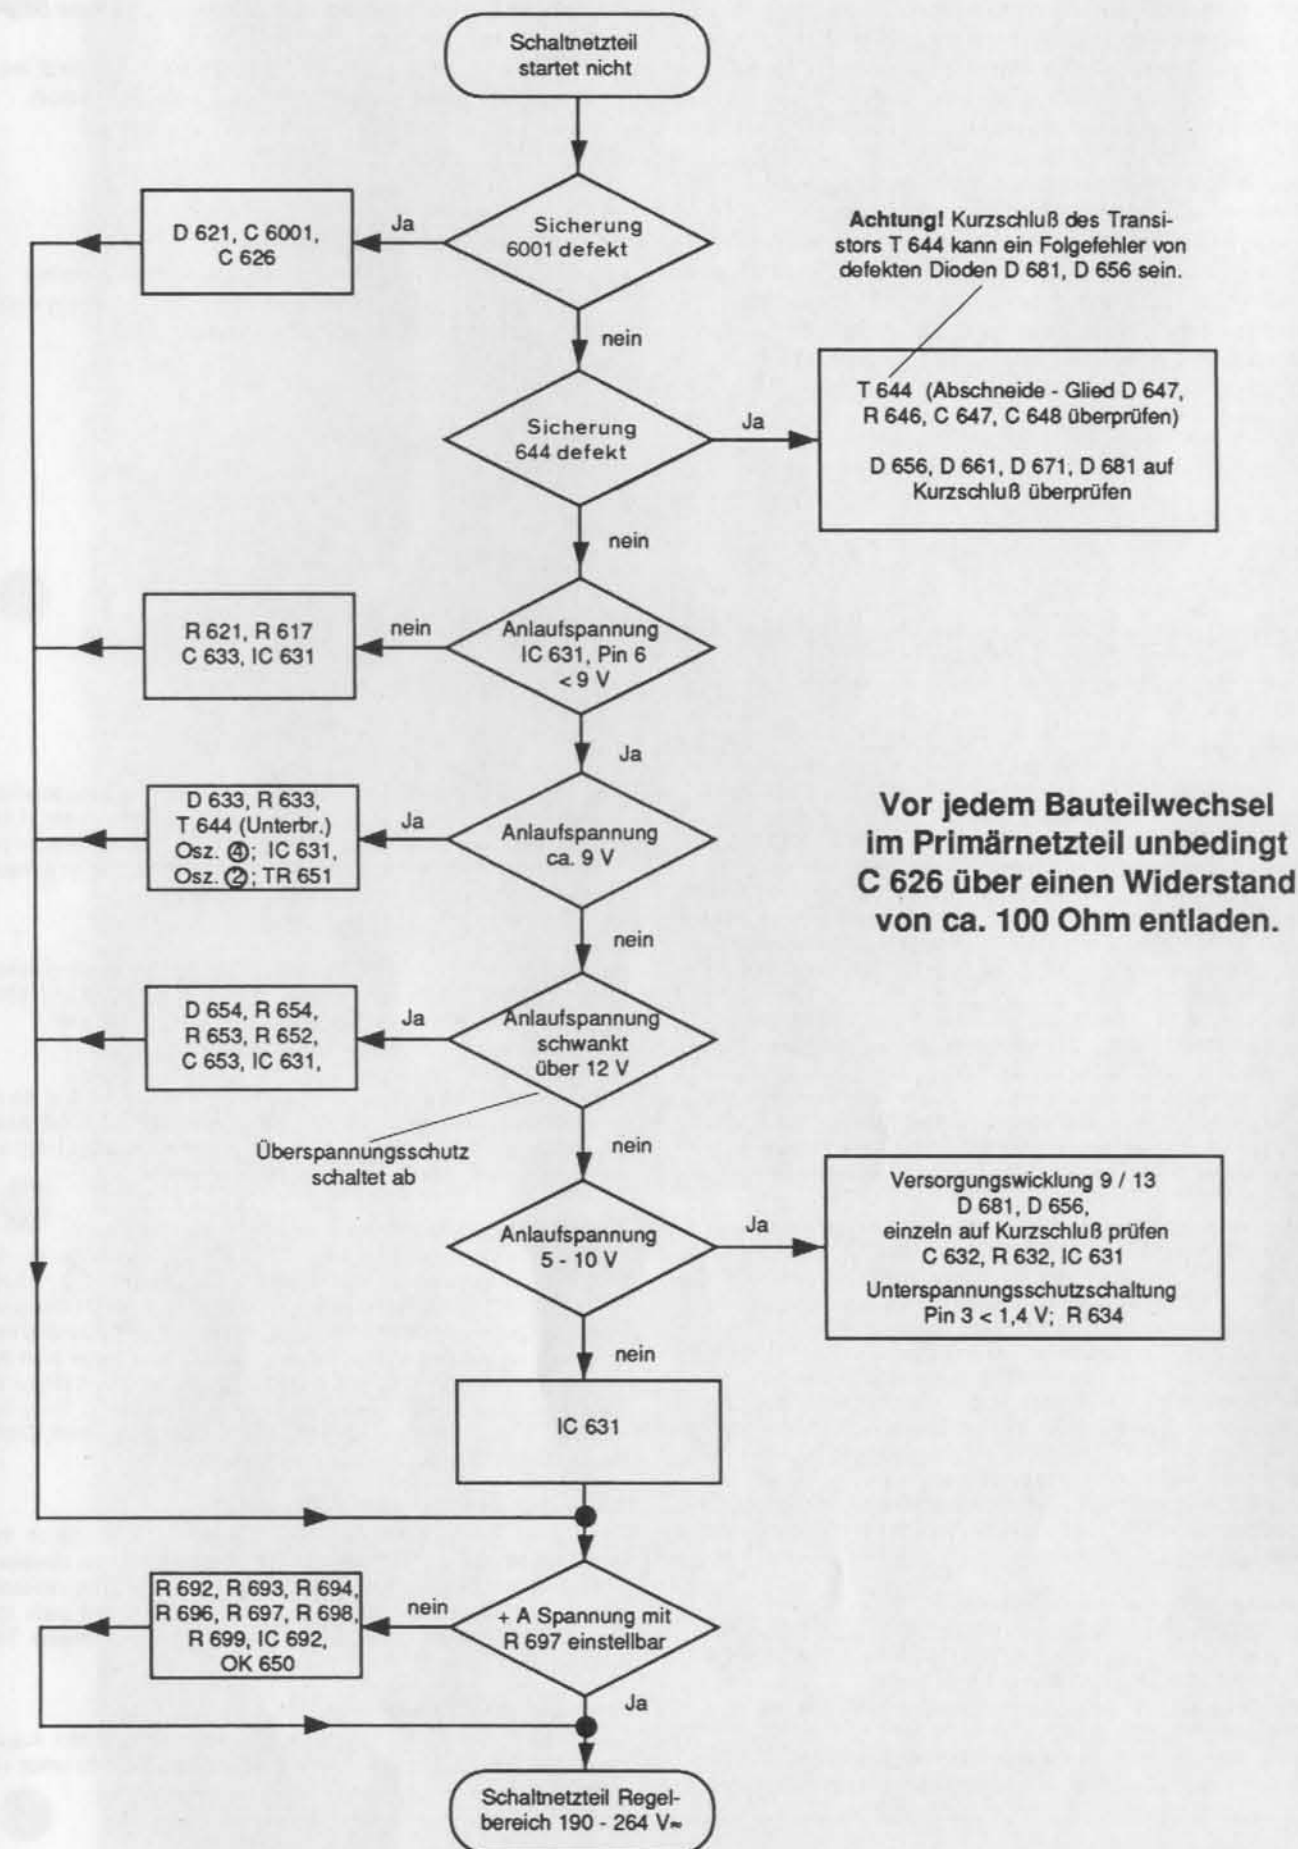 Schaltnetzteil
startet nicht
D 621, C 6001,
C 626
Ja
Sicherung
6001 defekt
Achtung! Kurzschluß des Transi-
stors T 644 kann ein Folgefehler von
defekten Dioden D 681, D 656 sein.
nein
Sicherung
644 defekt
Ja
T 644 (Abschneide - Glied D 647,
R 646, C 647, C 648 überprüfen)
D 656, D 661, D 671, D 681 auf
Kurzschluß überprüfen
nein
R 621, R 617
C 633, IC 631
nein
Anlaufspannung
IC 631, Pin 6
< 9 V
Ja
D 633, R 633,
T 644 (Unterbr.)
Osz. ④; IC 631,
Osz. ②; TR 651
Ja
Anlaufspannung
ca. 9 V
Vor jedem Bauteilwechsel
im Primärnetzteil unbedingt
C 626 über einen Widerstand
von ca. 100 Ohm entladen.
nein
D 654, R 654,
R 653, R 652,
C 653, IC 631,
Ja
Anlaufspannung
schwankt
über 12 V
Überspannungsschutz
schaltet ab
nein
Anlaufspannung
5 - 10 V
Ja
Versorgungswicklung 9 / 13
D 681, D 656,
einzeln auf Kurzschluß prüfen
C 632, R 632, IC 631
Unterspannungsschutzschaltung
Pin 3 < 1,4 V; R 634
nein
IC 631
R 692, R 693, R 694,
R 696, R 697, R 698,
R 699, IC 692,
OK 650
nein
+ A Spannung mit
R 697 einstellbar
Ja
Schaltnetzteil Regel-
bereich 190 - 264 V≈